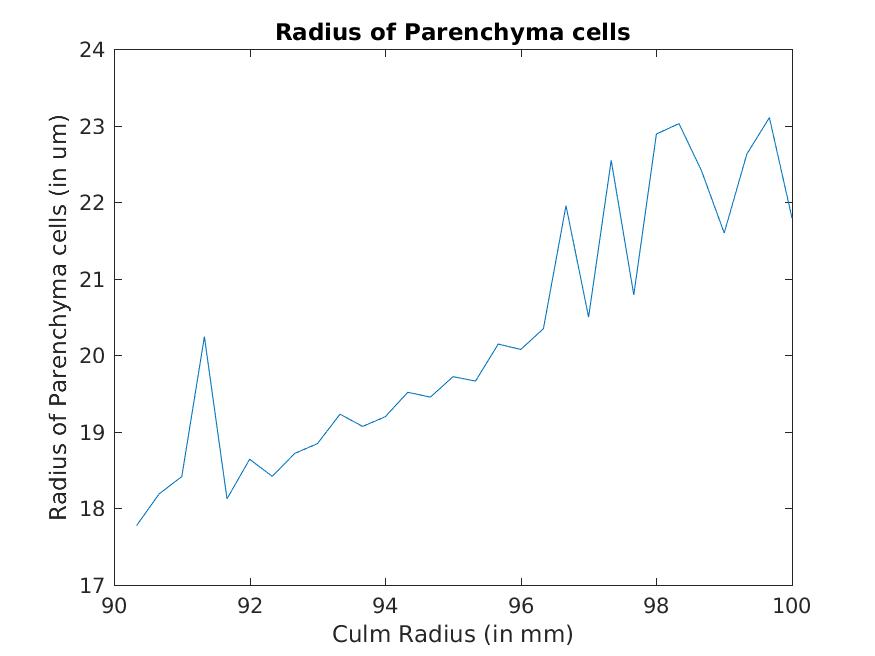 Radius of Parenchyma cells
24
23
22
21
20
19
18
17
Radius of Parenchyma cells (in um)
90 92 94 96 98 100
Culm Radius (in mm)